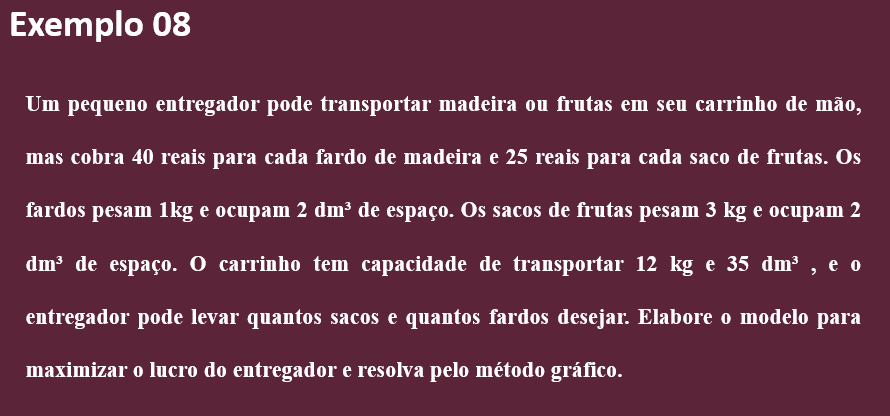 Exemplo 08
Um pequeno entregador pode transportar madeira ou frutas em seu carrinho de mão,
mas cobra 40 reais para cada fardo de madeira e 25 reais para cada saco de frutas. Os
fardos pesam 1kg e ocupam 2 dm³ de espaço. Os sacos de frutas pesam 3 kg e ocupam 2
dm³ de espaço. O carrinho tem capacidade de transportar 12 kg e 35 dm³ , e o
entregador pode levar quantos sacos e quantos fardos desejar. Elabore o modelo para
maximizar o lucro do entregador e resolva pelo método gráfico.